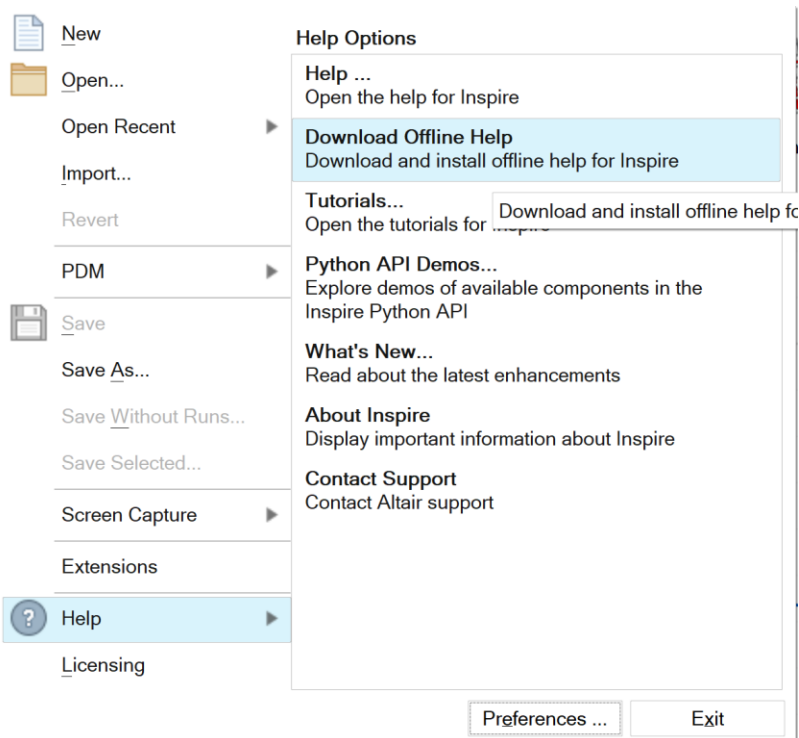 New
Open...
Open Recent
Import...
Revert
PDM
Save
Save As...
Save Without Runs...
Save Selected...
Screen Capture
Extensions
Help
Licensing
Help Options
Help ...
Open the help for Inspire
Download Offline Help
Download and install offline help for Inspire
Tutorials...
Open the tutorials for
Download and install offline help fo
Python API Demos...
Explore demos of available components in the
Inspire Python API
What's New...
Read about the latest enhancements
About Inspire
Display important information about Inspire
Contact Support
Contact Altair support
Preferences ...
Exit